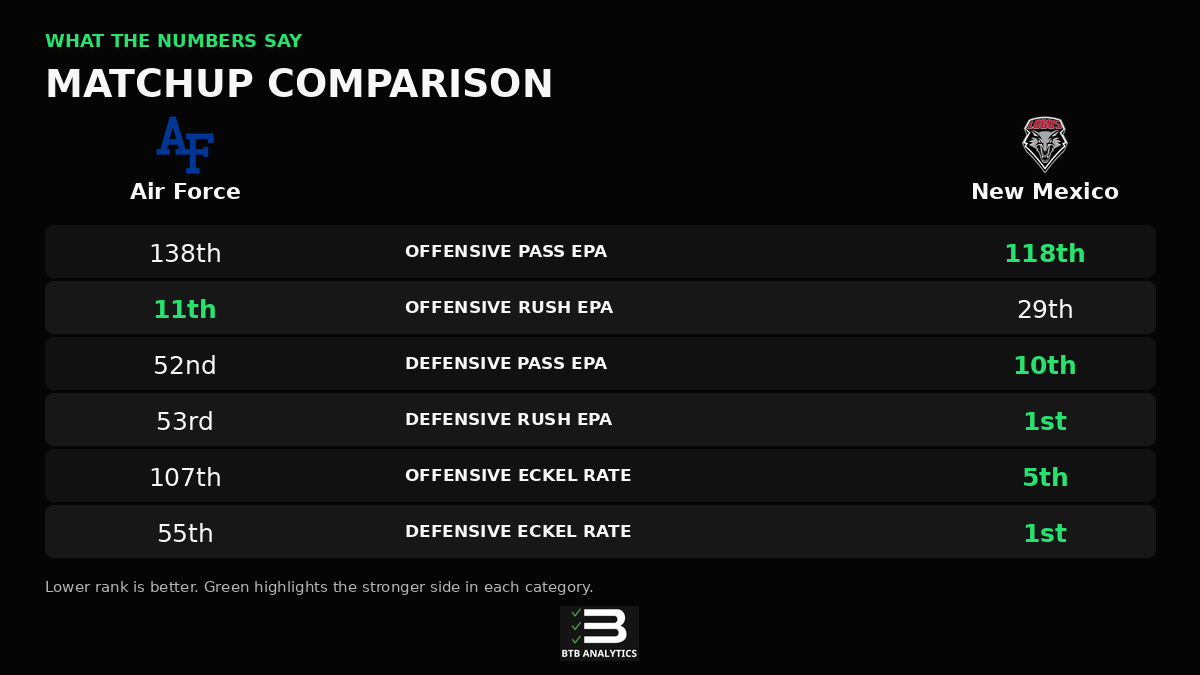 WHAT THE NUMBERS SAY
MATCHUP COMPARISON
AF
LOBOS
Air Force
New Mexico
138th OFFENSIVE PASS EPA 118th
11th OFFENSIVE RUSH EPA 29th
52nd DEFENSIVE PASS EPA 10th
53rd DEFENSIVE RUSH EPA 1st
107th OFFENSIVE ECKEL RATE 5th
55th DEFENSIVE ECKEL RATE 1st
Lower rank is better. Green highlights the stronger side in each category.
B
BTB ANALYTICS